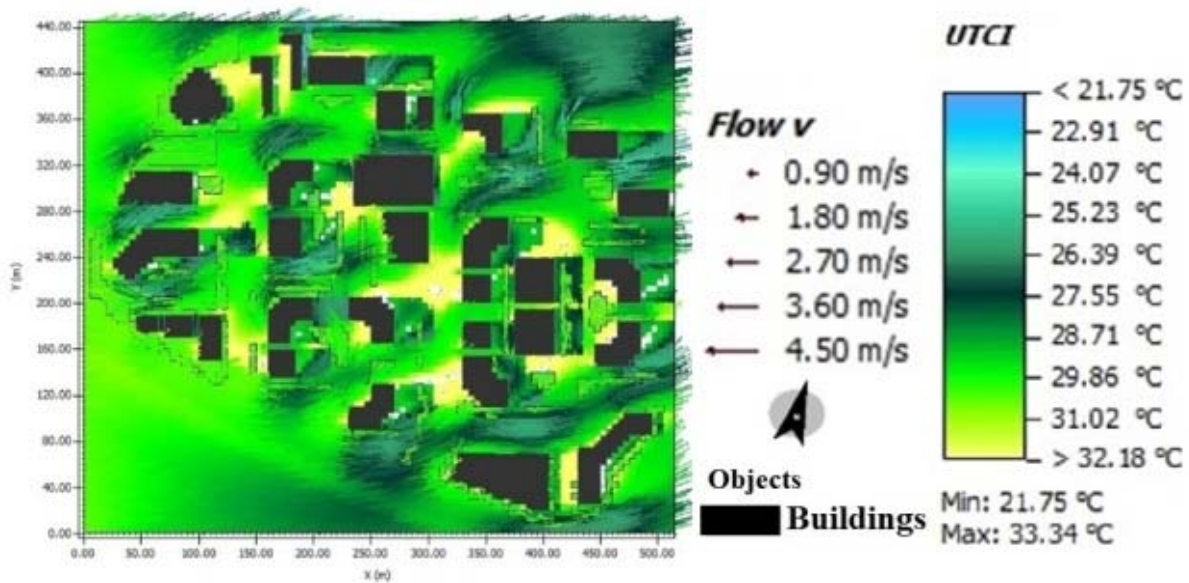 440.00
400.00
360.00
320.00
280.00
240.00
200.00
160.00
120.00
80.00
40.00
0.00
Y (m)
0.00 50.00 100.00 150.00 200.00 250.00 300.00 350.00 400.00 450.00 500.00
X (m)
Flow v
0.90 m/s
1.80 m/s
2.70 m/s
3.60 m/s
4.50 m/s
Objects
Buildings
UTCI
< 21.75 °C
22.91 °C
24.07 °C
25.23 °C
26.39 °C
27.55 °C
28.71 °C
29.86 °C
31.02 °C
> 32.18 °C
Min: 21.75 °C
Max: 33.34 °C